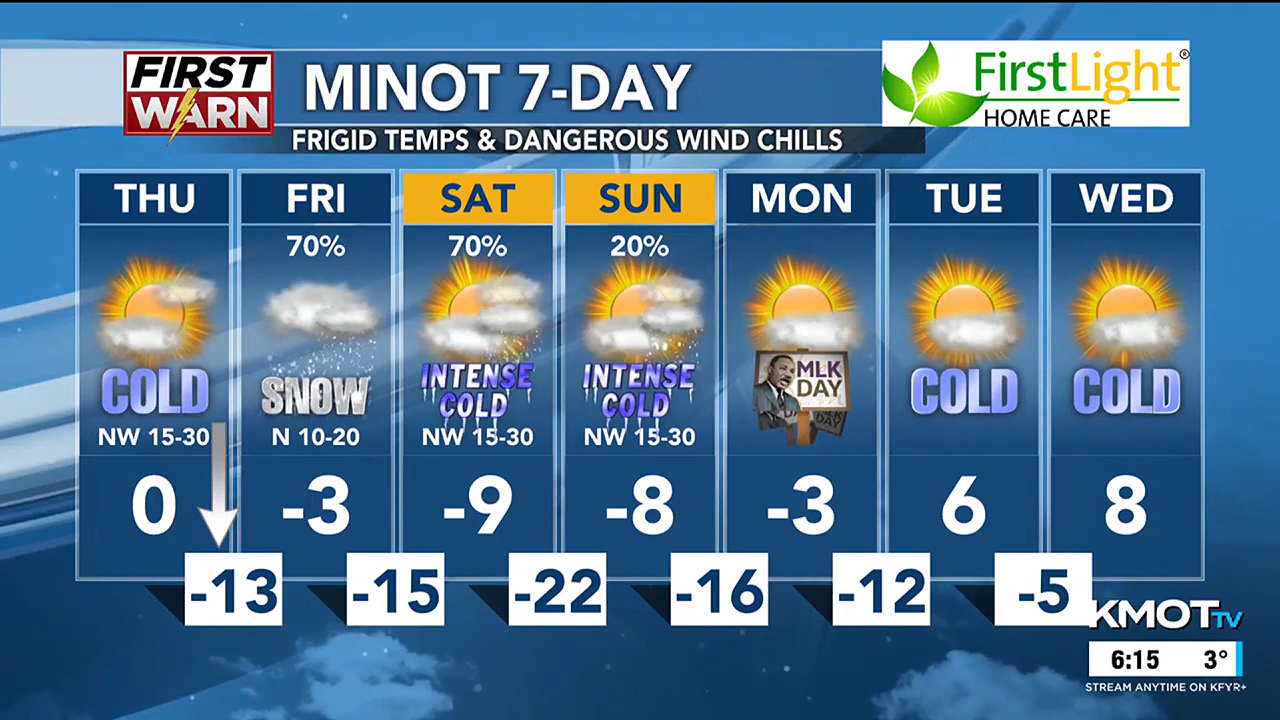 FIRST
WARN
MINOT 7-DAY
FRIGID TEMPS & DANGEROUS WIND CHILLS
FirstLight®
HOME CARE
THU
FRI
SAT
SUN
MON
TUE
WED
70%
70%
20%
COLD
SNOW
INTENSE
COLD
INTENSE
COLD
MLK
DAY
COLD
COLD
NW 15-30
N 10-20
NW 15-30
NW 15-30
0
-3
-9
-8
-3
6
8
-13
-15
-22
-16
-12
-5
KMOT TV
6:15 3°
STREAM ANYTIME ON KFYR+